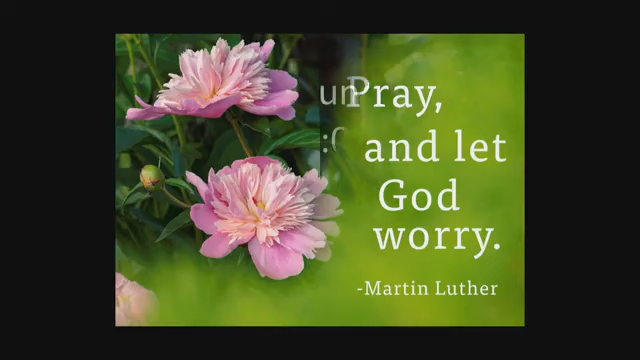 Pray,
and let
God
worry.
-Martin Luther